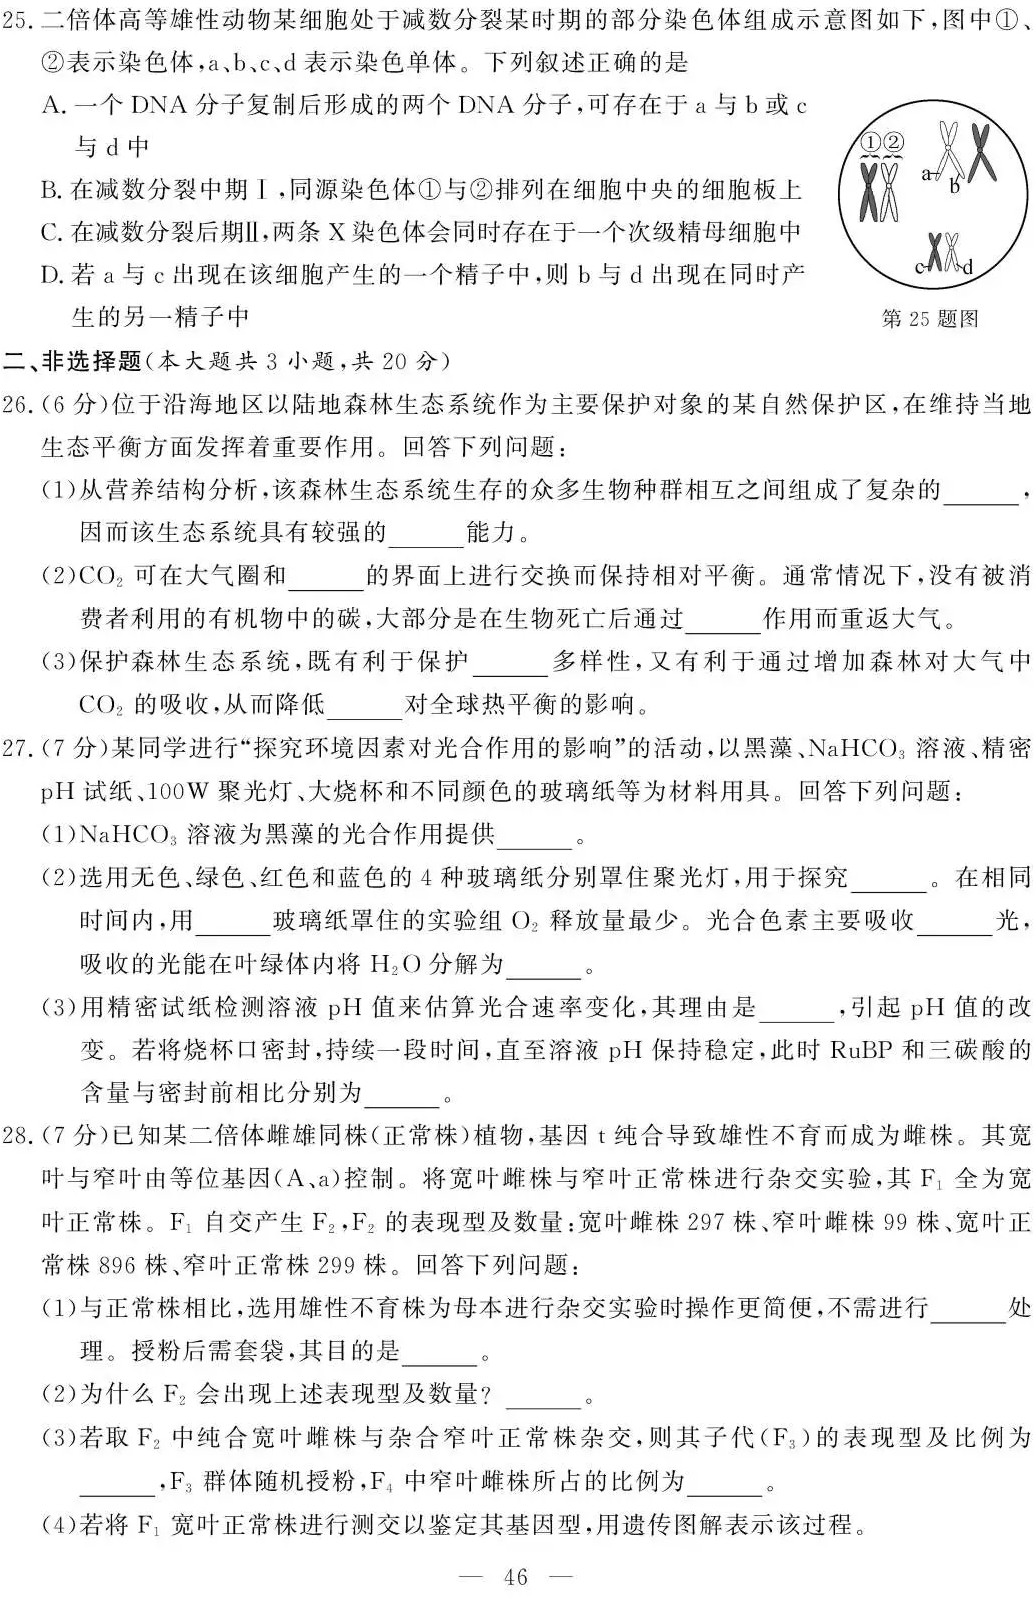 25. 二倍体高等雄性动物某细胞处于减数分裂某时期的部分染色体组成示意图如下,图中①、
②表示染色体,a、b、c、d 表示染色单体。下列叙述正确的是
A. 一个 DNA 分子复制后形成的两个 DNA 分子,可存在于 a 与 b 或 c
与 d 中
B. 在减数分裂中期Ⅰ,同源染色体①与②排列在细胞中央的细胞板上
C. 在减数分裂后期Ⅱ,两条 X 染色体会同时存在于一个次级精母细胞中
D. 若 a 与 c 出现在该细胞产生的一个精子中,则 b 与 d 出现在同时产
生的另一精子中
①②
a
b
c
d
第 25 题图
二、非选择题(本大题共 3 小题,共 20 分)
26. (6 分)位于沿海地区以陆地森林生态系统作为主要保护对象的某自然保护区,在维持当地
生态平衡方面发挥着重要作用。回答下列问题:
(1)从营养结构分析,该森林生态系统生存的众多生物种群相互之间组成了复杂的______,
因而该生态系统具有较强的______能力。
(2)CO₂ 可在大气圈和______的界面上进行交换而保持相对平衡。通常情况下,没有被消
费者利用的有机物中的碳,大部分是在生物死亡后通过______作用而重返大气。
(3)保护森林生态系统,既有利于保护______多样性,又有利于通过增加森林对大气中
CO₂ 的吸收,从而降低______对全球热平衡的影响。
27. (7 分)某同学进行“探究环境因素对光合作用的影响”的活动,以黑藻、NaHCO₃ 溶液、精密
pH 试纸、100W 聚光灯、大烧杯和不同颜色的玻璃纸等为材料用具。回答下列问题:
(1)NaHCO₃ 溶液为黑藻的光合作用提供______。
(2)选用无色、绿色、红色和蓝色的 4 种玻璃纸分别罩住聚光灯,用于探究______。在相同
时间内,用______玻璃纸罩住的实验组 O₂ 释放量最少。光合色素主要吸收______光,
吸收的光能在叶绿体内将 H₂O 分解为______。
(3)用精密试纸检测溶液 pH 值来估算光合速率变化,其理由是______,引起 pH 值的改
变。若将烧杯口密封,持续一段时间,直至溶液 pH 保持稳定,此时 RuBP 和三碳酸的
含量与密封前相比分别为______。
28. (7 分)已知某二倍体雌雄同株(正常株)植物,基因 t 纯合导致雄性不育而成为雌株。其宽
叶与窄叶由等位基因(A、a)控制。将宽叶雌株与窄叶正常株进行杂交实验,其 F₁ 全为宽
叶正常株。F₁ 自交产生 F₂,F₂ 的表现型及数量:宽叶雌株 297 株、窄叶雌株 99 株、宽叶正
常株 896 株、窄叶正常株 299 株。回答下列问题:
(1)与正常株相比,选用雄性不育株为母本进行杂交实验时操作更简便,不需进行______处
理。授粉后需套袋,其目的是______。
(2)为什么 F₂ 会出现上述表现型及数量? ______。
(3)若取 F₂ 中纯合宽叶雌株与杂合窄叶正常株杂交,则其子代(F₃)的表现型及比例为
______,F₃ 群体随机授粉,F₄ 中窄叶雌株所占的比例为______。
(4)若将 F₁ 宽叶正常株进行测交以鉴定其基因型,用遗传图解表示该过程。
— 46 —